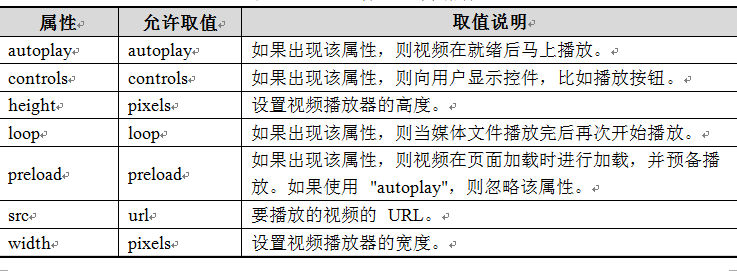 属性 允许取值 取值说明
autoplay autoplay 如果出现该属性，则视频在就绪后马上播放。
controls controls 如果出现该属性，则向用户显示控件，比如播放按钮。
height pixels 设置视频播放器的高度。
loop loop 如果出现该属性，则当媒体文件播放完后再次开始播放。
preload preload 如果出现该属性，则视频在页面加载时进行加载，并预备播
放。如果使用 "autoplay"，则忽略该属性。
src url 要播放的视频的 URL。
width pixels 设置视频播放器的宽度。